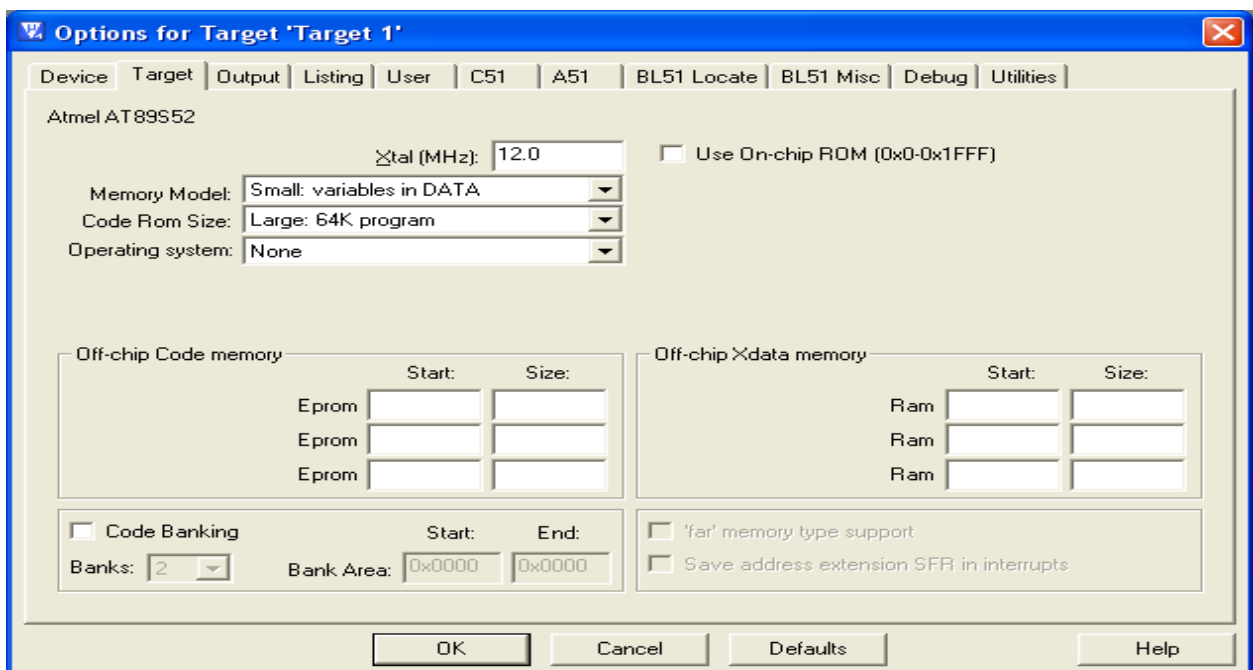 Options for Target 'Target 1'
Device Target Output Listing User C51 A51 BL51 Locate BL51 Misc Debug Utilities
Atmel AT89S52
Xtal (MHz): 12.0 Use On-chip ROM (0x0-0x1FFF)
Memory Model: Small: variables in DATA
Code Rom Size: Large: 64K program
Operating system: None
Off-chip Code memory
Start: Size:
Eprom
Eprom
Eprom
Off-chip Xdata memory
Start: Size:
Ram
Ram
Ram
Code Banking Start: End:
Banks: 2 Bank Area: 0x0000 0x0000
'far' memory type support
Save address extension SFR in interrupts
OK Cancel Defaults Help